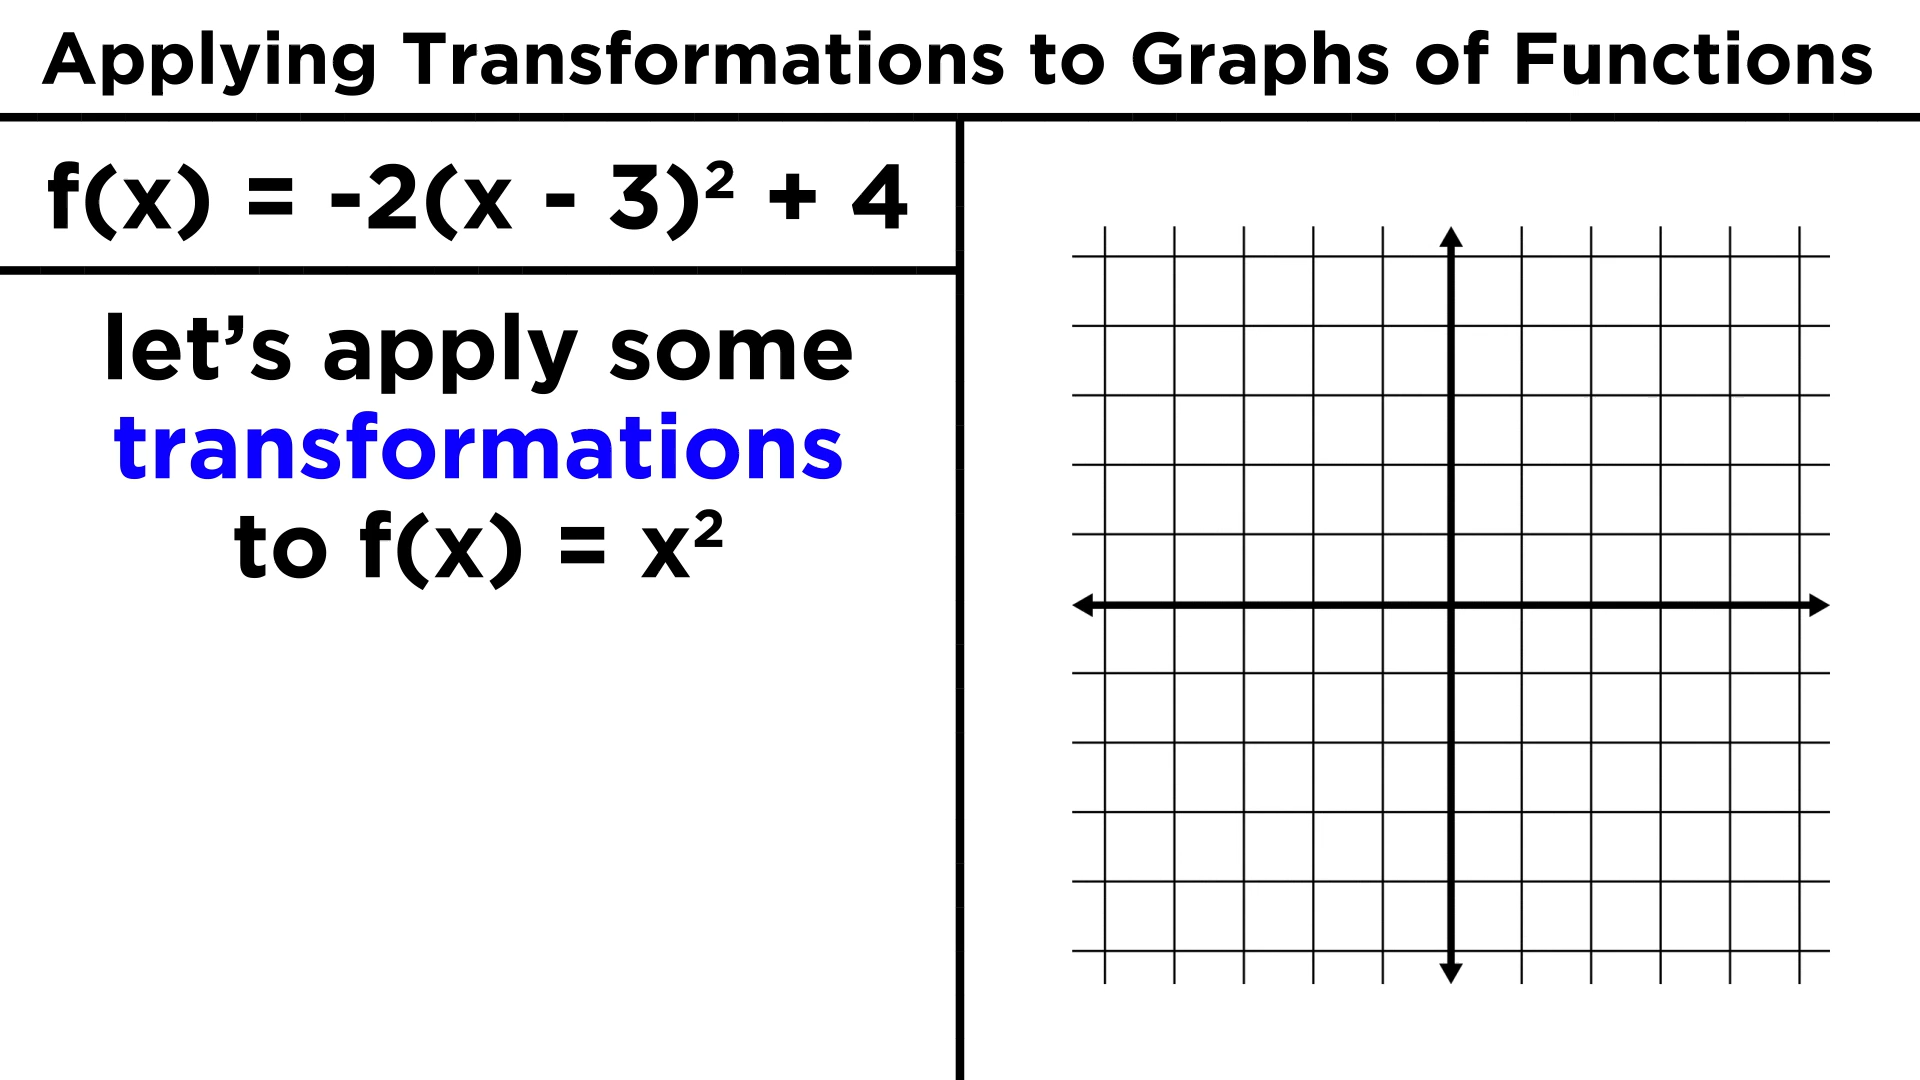 Applying Transformations to Graphs of Functions
f(x) = -2(x - 3)² + 4
let’s apply some
transformations
to f(x) = x²